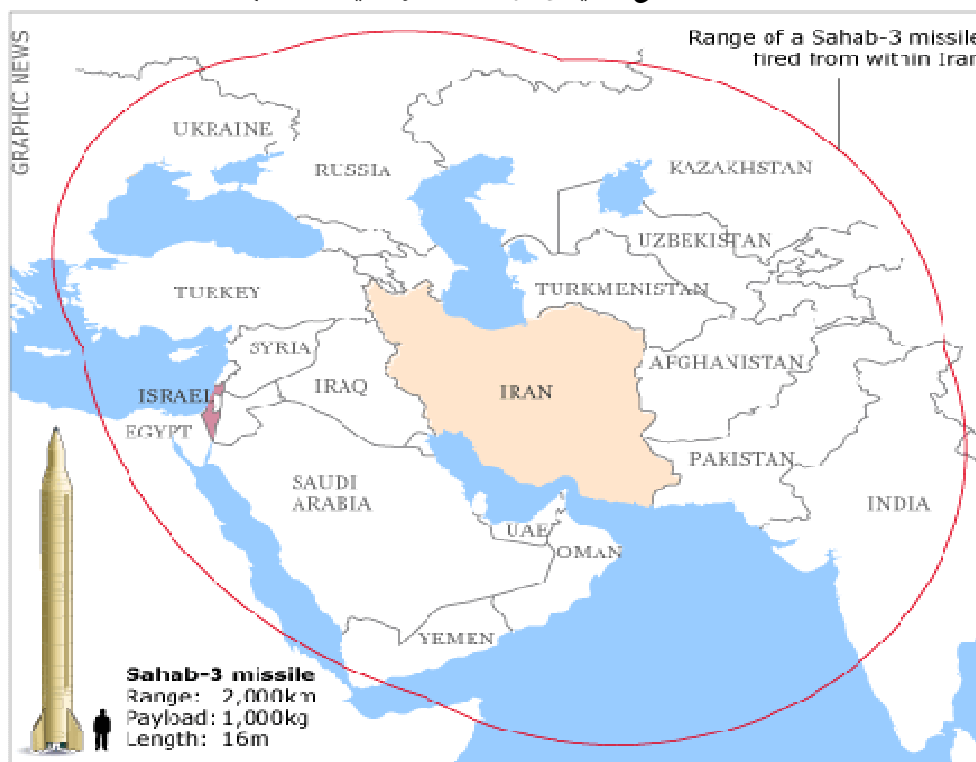 GRAPHIC NEWS
Range of a Sahab-3 missile
fired from within Iran
UKRAINE
RUSSIA
KAZAKHSTAN
UZBEKISTAN
TURKEY
TURKMENISTAN
SYRIA
AFGHANISTAN
ISRAEL
IRAQ
IRAN
EGYPT
PAKISTAN
SAUDI
ARABIA
INDIA
UAE
OMAN
YEMEN
Sahab-3 missile
Range: 2,000km
Payload: 1,000kg
Length: 16m